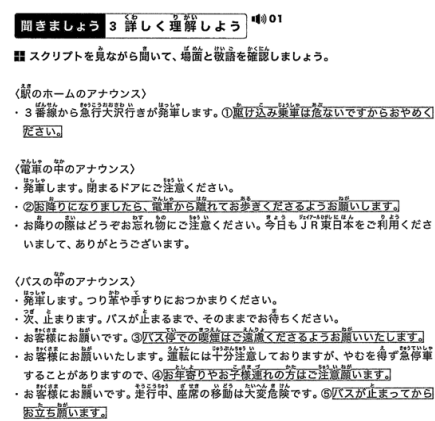 聞きましょう 3 詳しく理解しよう 01
スクリプトを見ながら聞いて、場面と敬語を確認しましょう。
〈駅のホームのアナウンス〉
・3番線から急行大沢行きが発車します。①駆け込み乗車は危ないですからおやめく
ださい。
〈電車の中のアナウンス〉
・発車します。閉まるドアにご注意ください。
・②お降りになりましたら、電車から離れてお歩きくださるようお願いします。
・お降りの際はどうぞお忘れ物にご注意ください。今日もJR東日本をご利用くださ
いまして、ありがとうございます。
〈バスの中のアナウンス〉
・発車します。つり革や手すりにおつかまりください。
・次、止まります。バスが止まるまで、そのままでお待ちください。
・お客様にお願いです。③バス停での喫煙はご遠慮くださるようお願いいたします。
・お客様にお願いいたします。運転には十分注意しておりますが、やむを得ず急停車
することがありますので、④お年寄りやお子様連れの方はご注意願います。
・お客様にお願いです。走行中、座席の移動は大変危険です。⑤バスが止まってから
お立ち願います。